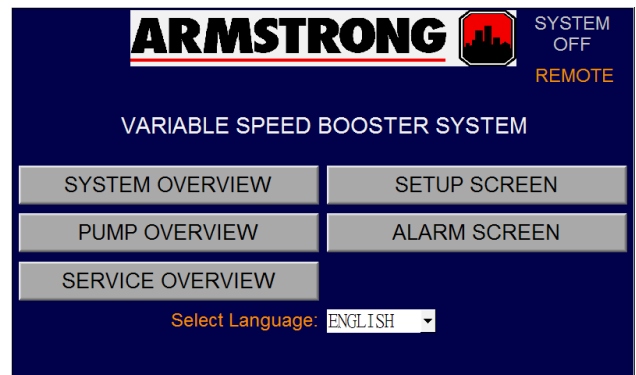 ARMSTRONG
SYSTEM
OFF
REMOTE
VARIABLE SPEED BOOSTER SYSTEM
SYSTEM OVERVIEW
SETUP SCREEN
PUMP OVERVIEW
ALARM SCREEN
SERVICE OVERVIEW
Select Language: ENGLISH